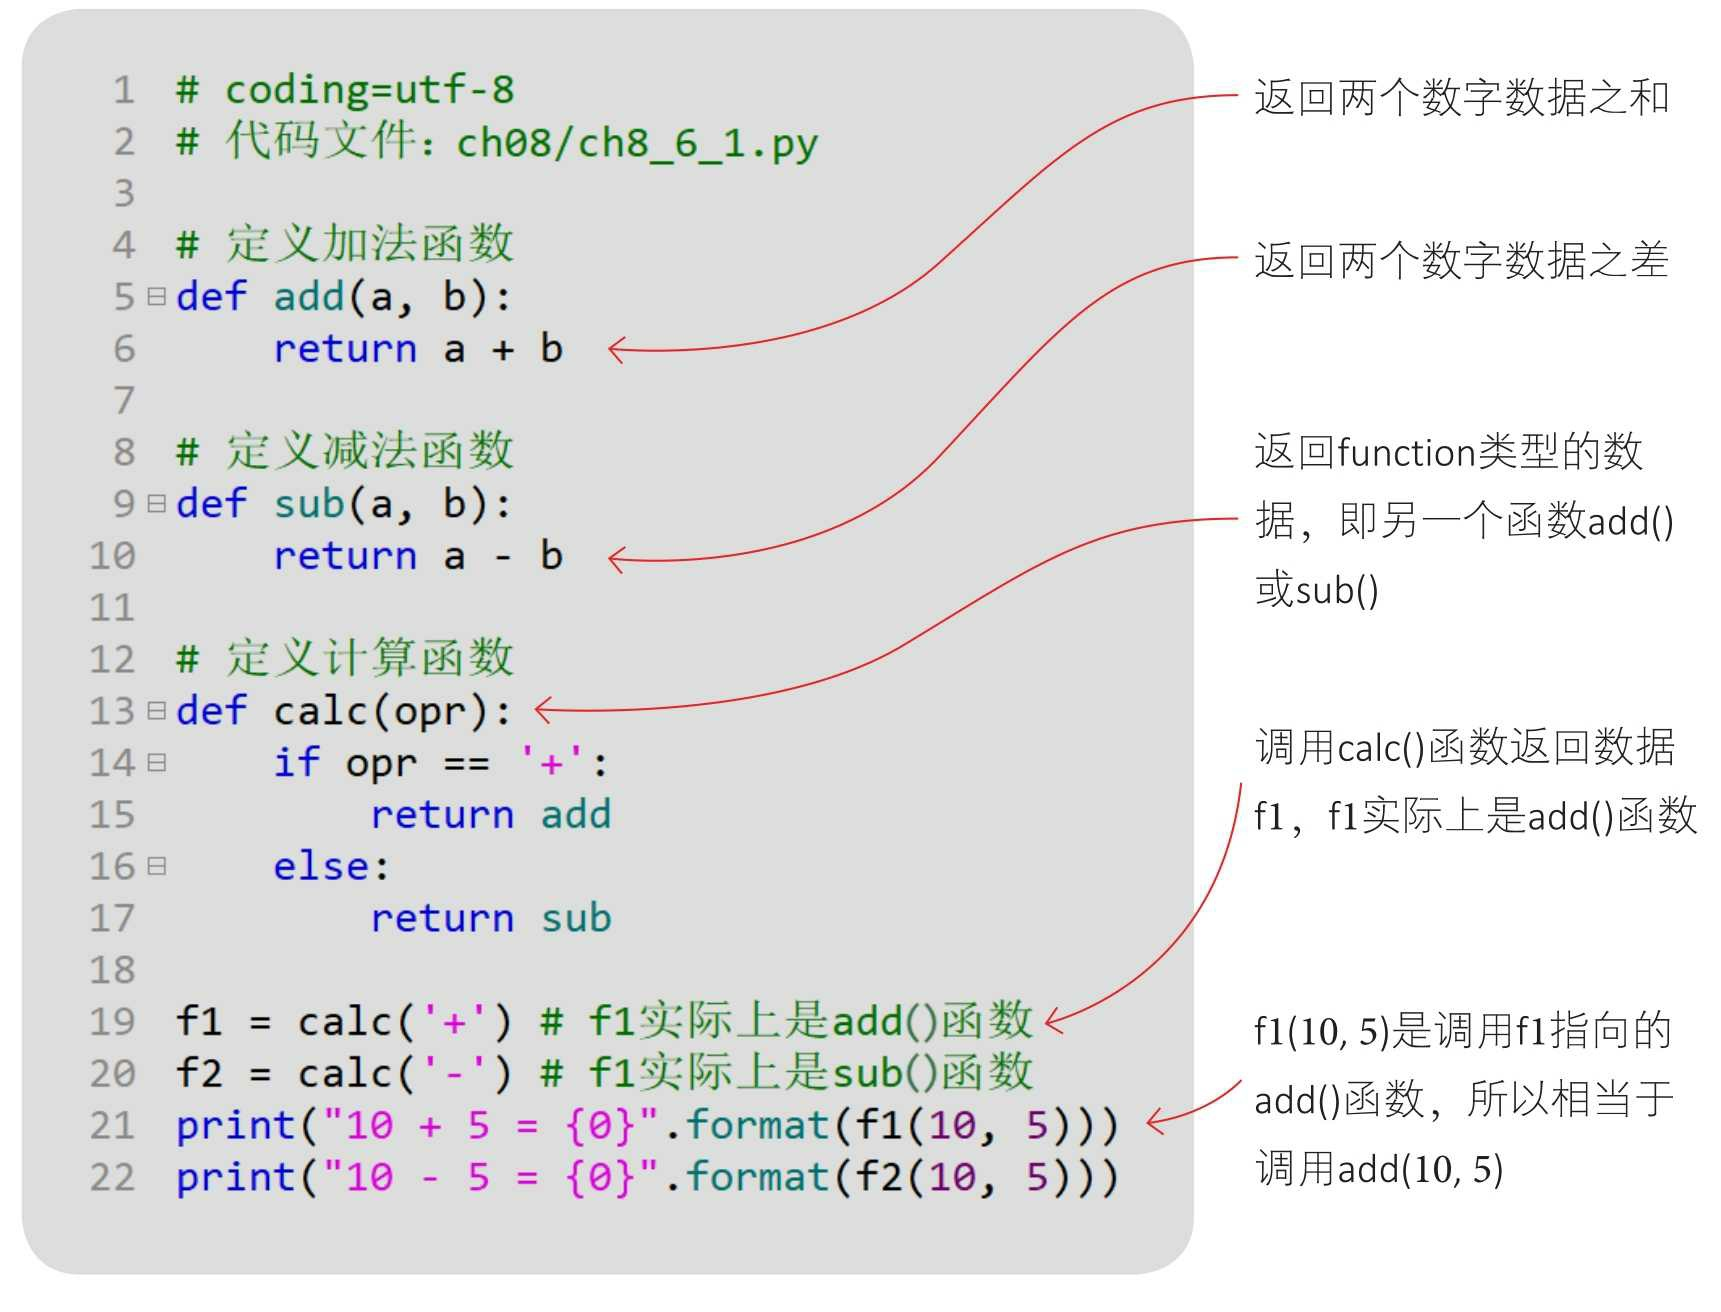 1 # coding=utf-8
2 # 代码文件：ch08/ch8_6_1.py
3
4 # 定义加法函数
5 def add(a, b):
6     return a + b
7
8 # 定义减法函数
9 def sub(a, b):
10     return a - b
11
12 # 定义计算函数
13 def calc(opr):
14     if opr == '+':
15         return add
16     else:
17         return sub
18
19 f1 = calc('+') # f1实际上是add()函数
20 f2 = calc('-') # f1实际上是sub()函数
21 print("10 + 5 = {0}".format(f1(10, 5)))
22 print("10 - 5 = {0}".format(f2(10, 5)))
返回两个数字数据之和
返回两个数字数据之差
返回function类型的数
据，即另一个函数add()
或sub()
调用calc()函数返回数据
f1，f1实际上是add()函数
f1(10, 5)是调用f1指向的
add()函数，所以相当于
调用add(10, 5)